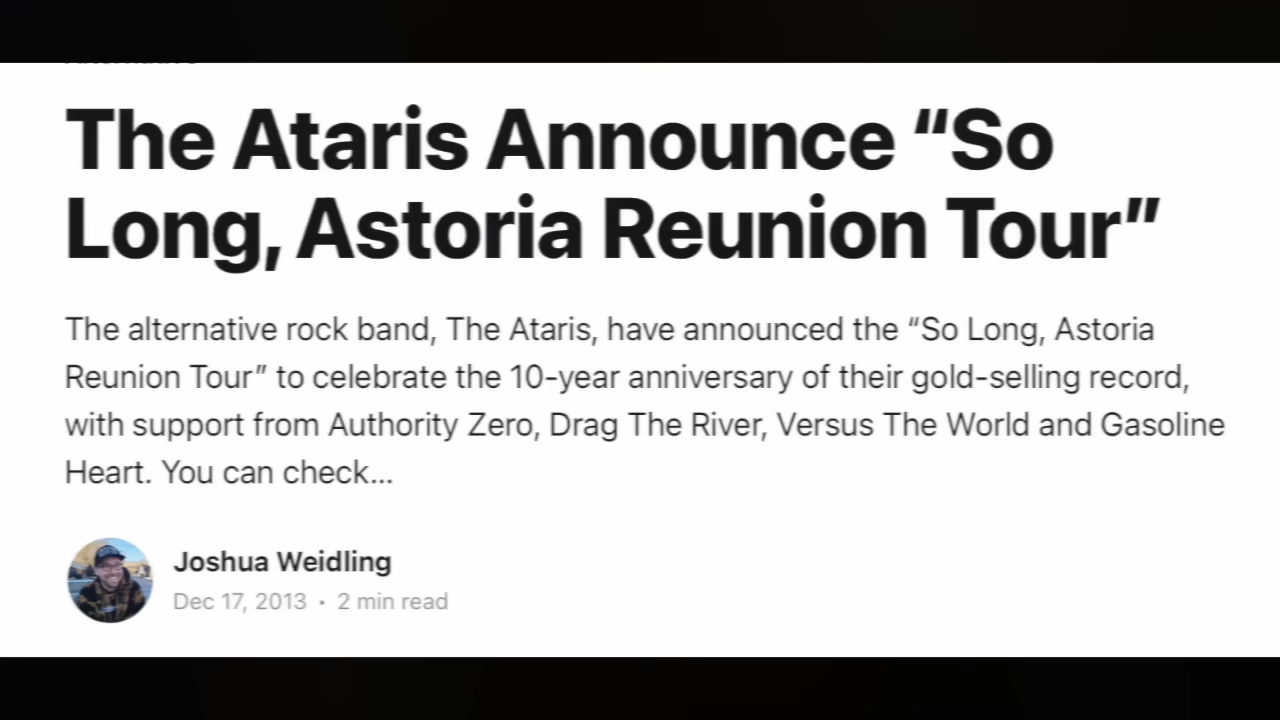 The Ataris Announce “So
Long, Astoria Reunion Tour”
The alternative rock band, The Ataris, have announced the “So Long, Astoria
Reunion Tour” to celebrate the 10-year anniversary of their gold-selling record,
with support from Authority Zero, Drag The River, Versus The World and Gasoline
Heart. You can check...
Joshua Weidling
Dec 17, 2013 • 2 min read